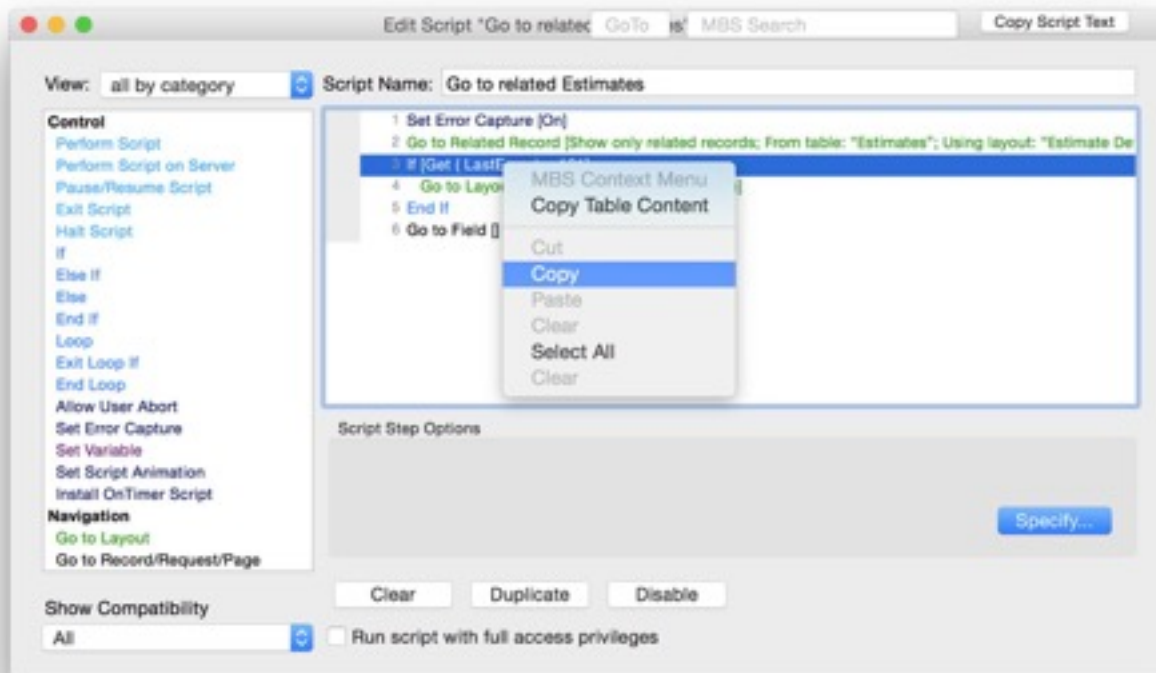 Edit Script "Go to related GoTo s" MBS Search Copy Script Text
View: all by category Script Name: Go to related Estimates
Control
Perform Script
Perform Script on Server
Pause/Resume Script
Exit Script
Halt Script
If
Else If
Else
End If
Loop
Exit Loop If
End Loop
Allow User Abort
Set Error Capture
Set Variable
Set Script Animation
Install OnTimer Script
Navigation
Go to Layout
Go to Record/Request/Page
1 Set Error Capture [On]
2 Go to Related Record [Show only related records; From table: "Estimates"; Using layout: "Estimate De
3 If [Get ( LastE
4 Go to Layo
5 End If
6 Go to Field []
MBS Context Menu
Copy Table Content
Cut
Copy
Paste
Clear
Select All
Clear
Script Step Options
Specify...
Clear Duplicate Disable
Show Compatibility
All
Run script with full access privileges